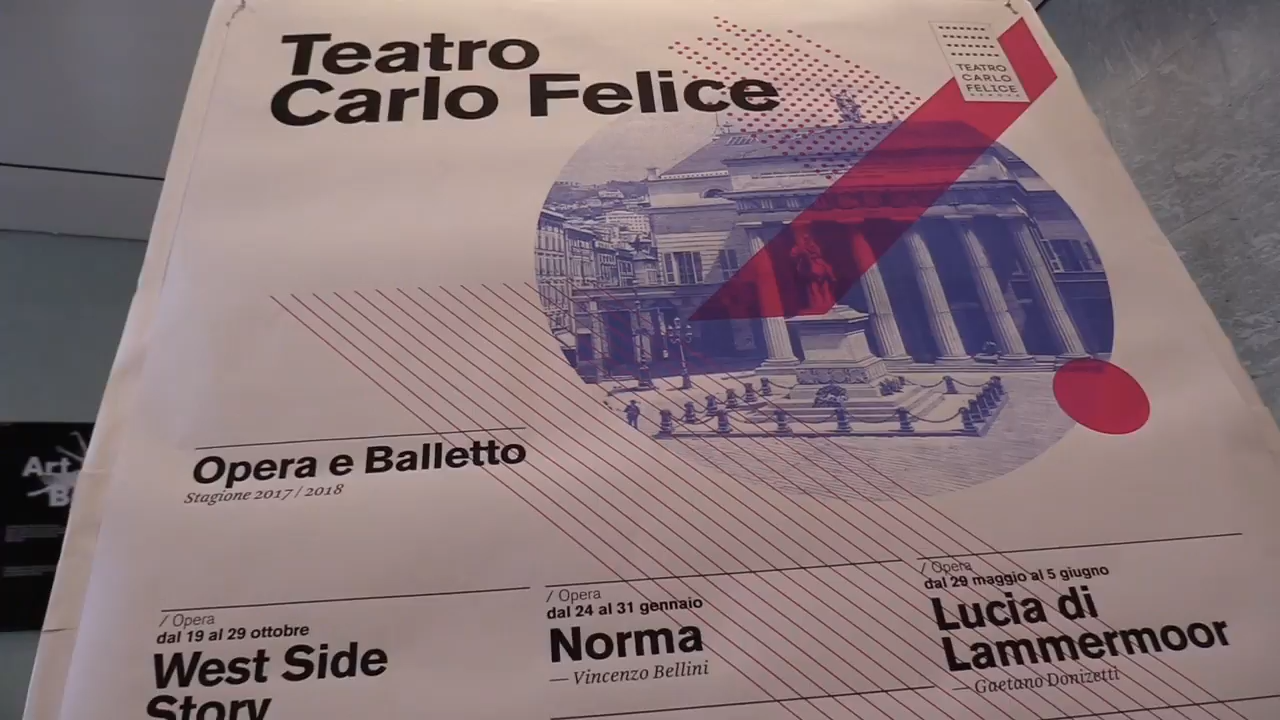 Teatro
Carlo Felice
TEATRO
CARLO
FELICE
Opera e Balletto
Stagione 2017 / 2018
/ Opera
dal 19 al 29 ottobre
West Side
Story
/ Opera
dal 24 al 31 gennaio
Norma
— Vincenzo Bellini
/ Opera
dal 29 maggio al 5 giugno
Lucia di
Lammermoor
— Gaetano Donizetti
Art
B